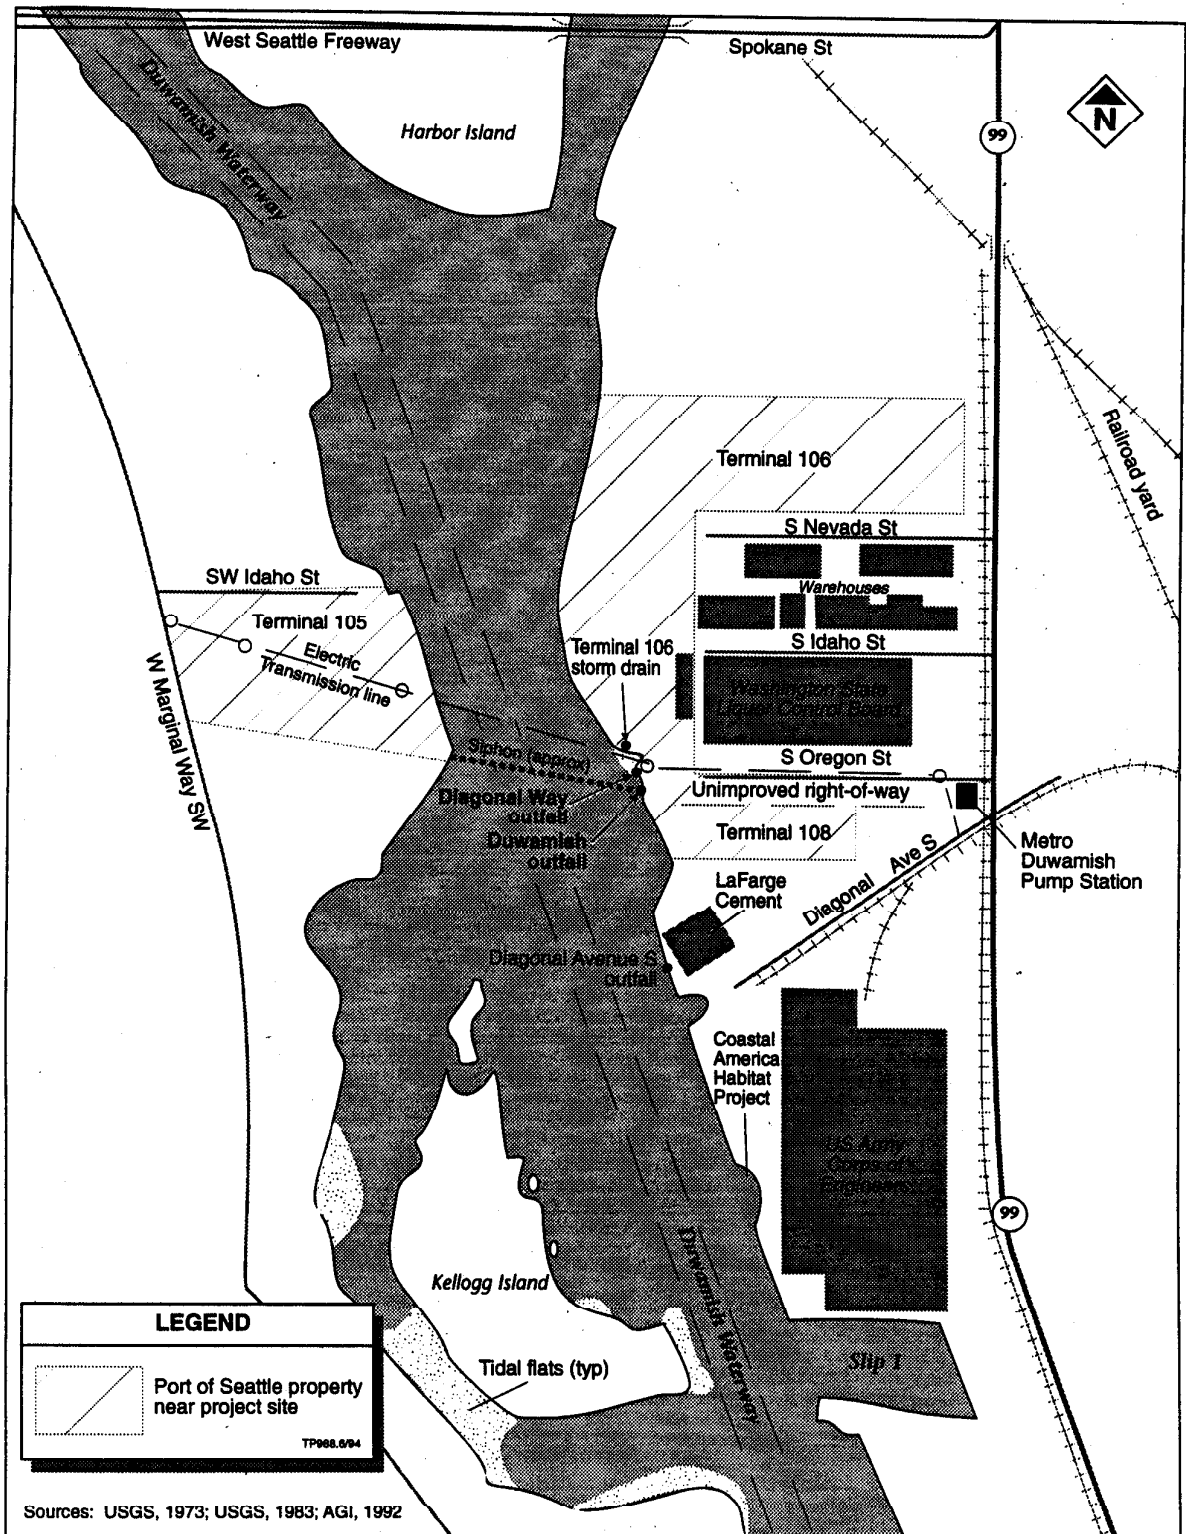 West Seattle Freeway
Spokane St
Duwamish Waterway
Harbor Island
99
N
Railroad yard
Terminal 106
S Nevada St
Warehouses
SW Idaho St
Terminal 105
Electric
Transmission line
W Marginal Way SW
Terminal 106
storm drain
S Idaho St
Washington State
Liquor Control Board
Siphon (approx)
S Oregon St
Unimproved right-of-way
Diagonal Way
outfall
Duwamish
outfall
Terminal 108
Diagonal Ave S
Metro
Duwamish
Pump Station
LaFarge
Cement
Diagonal Avenue S
outfall
Coastal
America
Habitat
Project
US Army
Corps of
Engineers
99
Kellogg Island
Duwamish Waterway
Slip 1
Tidal flats (typ)
LEGEND
Port of Seattle property
near project site
TP968.6/94
Sources: USGS, 1973; USGS, 1983; AGI, 1992